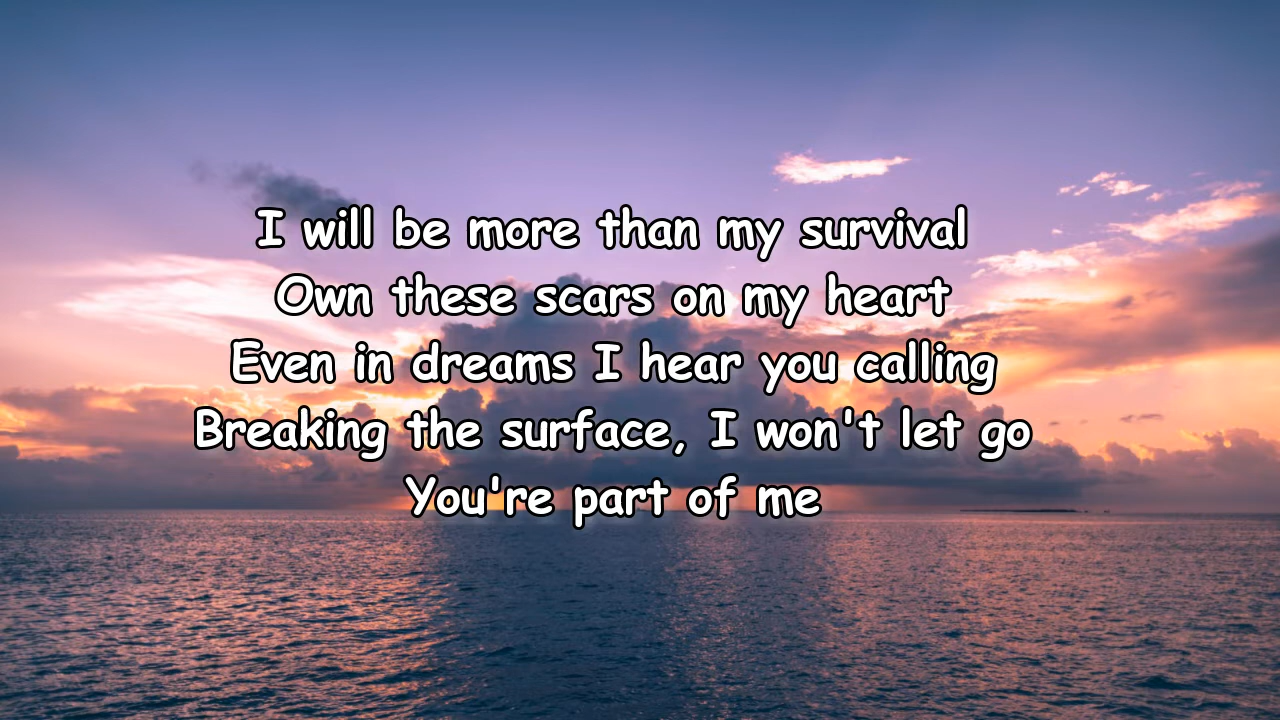 I will be more than my survival
Own these scars on my heart
Even in dreams I hear you calling
Breaking the surface, I won't let go
You're part of me